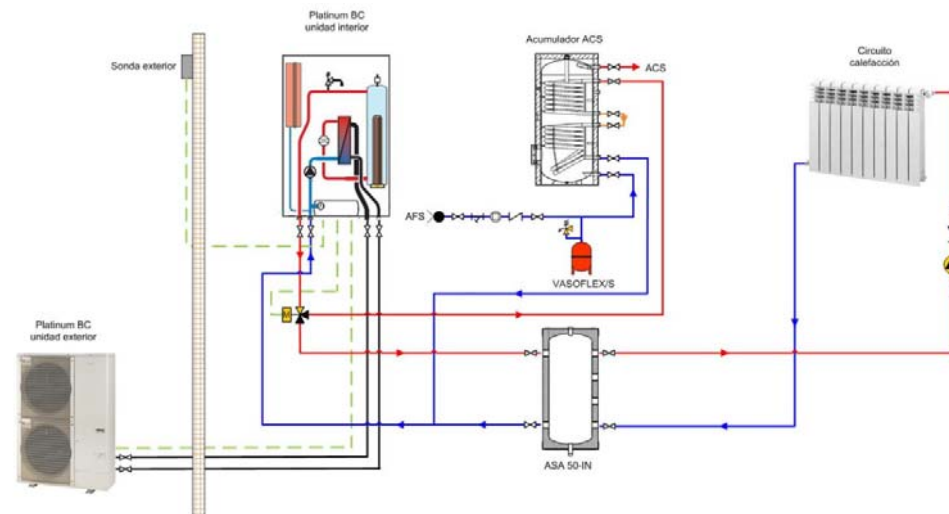 Platinum BC
unidad interior
Sonda exterior
Acumulador ACS
ACS
Circuito
calefacción
AFS
VASOFLEX/S
M
Platinum BC
unidad exterior
ASA 50-IN